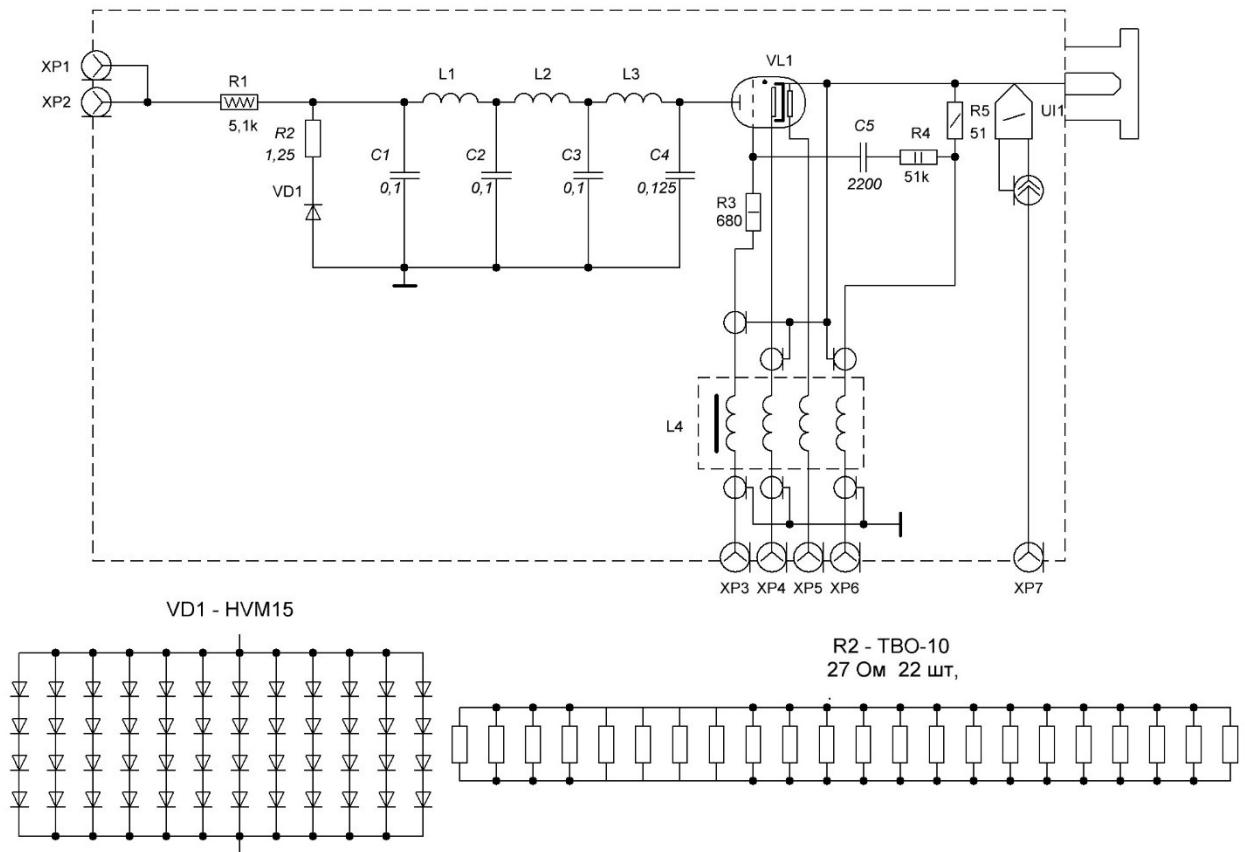 XP1
XP2
R1
5,1k
R2
1,25
VD1
L1
L2
L3
C1
0,1
C2
0,1
C3
0,1
C4
0,125
VL1
C5
2200
R4
51k
R5
51
UI1
R3
680
L4
XP3
XP4
XP5
XP6
XP7
VD1 - HVM15
R2 - ТВО-10
27 Ом 22 шт,